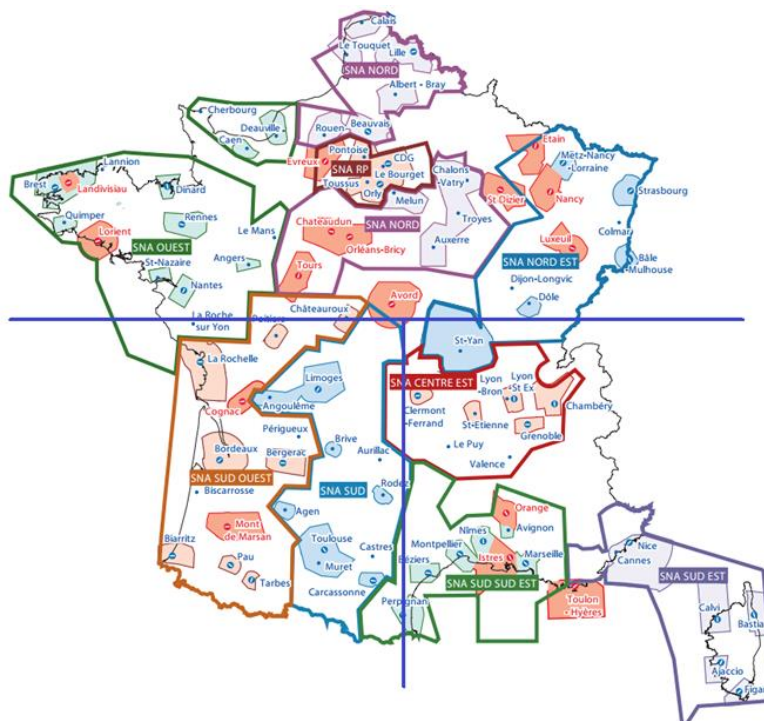 Calais
Le Touquet
Lille
SNA NORD
Albert - Bray
Cherbourg
Deauville
Caen
Rouen
Beauvais
Evreux
Pontoise
CDG
SNA RP
Le Bourget
Toussus
Orly
Melun
Chalons
-Vatry
Etain
Metz-Nancy
Lorraine
Strasbourg
St Dizier
Nancy
Lannion
Brest
Landivisiau
Dinard
Quimper
Rennes
Lorient
SNA OUEST
Le Mans
SNA NORD
Troyes
Chateaudun
Orléans-Bricy
Auxerre
Colmar
Luxeuil
SNA NORD EST
Bâle
Mulhouse
St-Nazaire
Angers
Nantes
Tours
Dijon-Longvic
Dôle
Avord
La Roche
sur Yon
Châteauroux
Poitiers
St-Yan
La Rochelle
Limoges
SNA CENTRE EST
Lyon
-Bron
Lyon
St Ex
Chambéry
Cognac
Angoulême
Clermont
-Ferrand
St-Etienne
Grenoble
Périgueux
Brive
Aurillac
Le Puy
Valence
Bordeaux
Bergerac
SNA SUD OUEST
SNA SUD
Biscarrosse
Rodez
Agen
Orange
Nîmes
Avignon
Mont
de Marsan
Toulouse
Montpellier
Istres
Marseille
Biarritz
Pau
Muret
Castres
Béziers
Nice
Cannes
SNA SUD EST
Tarbes
Carcassonne
SNA SUD SUD EST
Toulon
-Hyères
Perpignan
Calvi
Bastia
Ajaccio
Figari